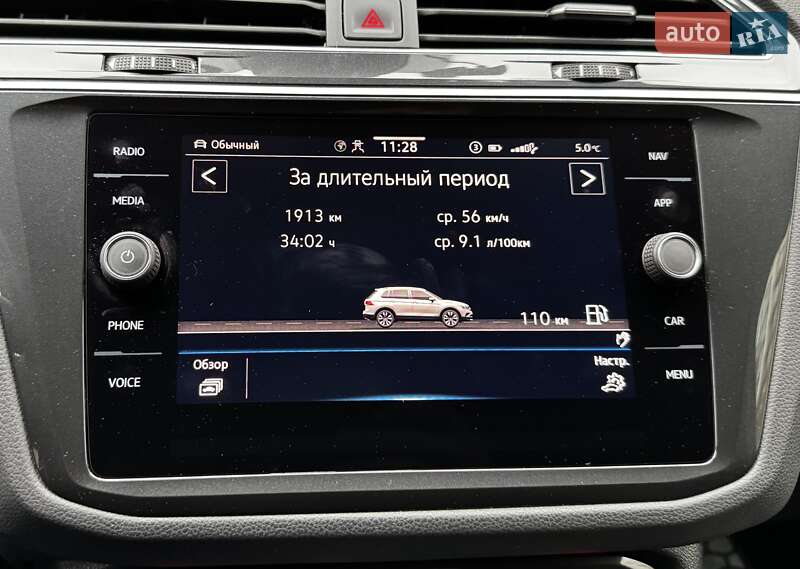 auto RIA
RADIO
MEDIA
PHONE
VOICE
NAV
APP
CAR
MENU
Обычный
11:28
3
5.0°C
За длительный период
1913 км
ср. 56 км/ч
34:02 ч
ср. 9.1 л/100км
110 км
Обзор
Настр.